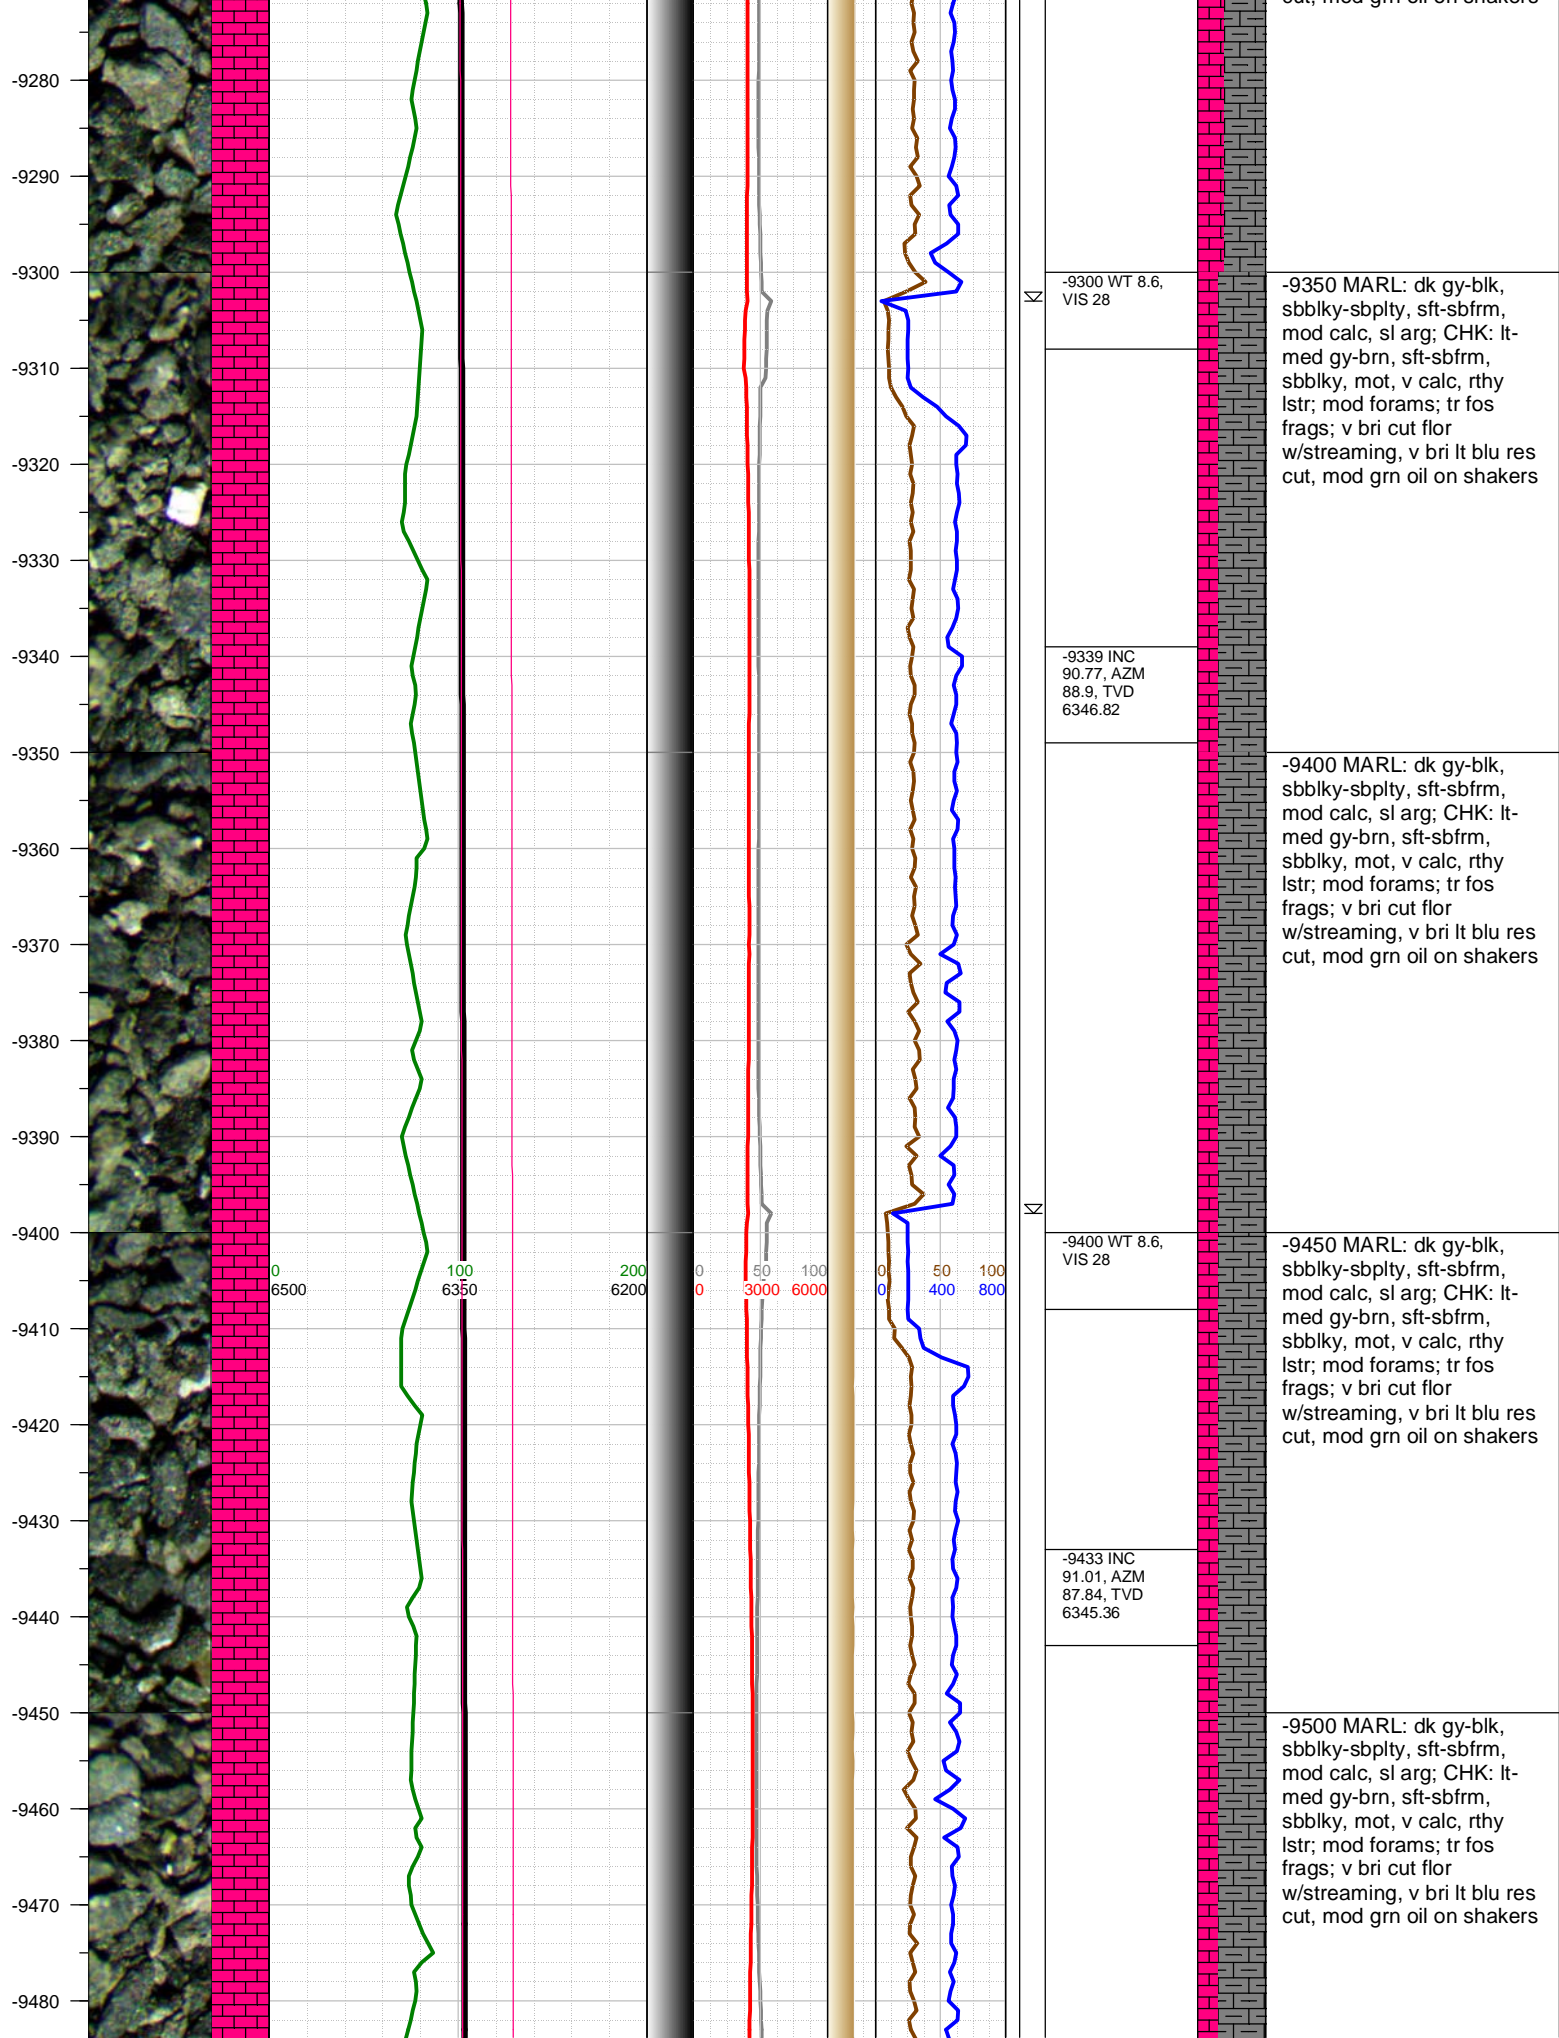 cut, mod grn oil on shakers
-9280
-9290
-9300
-9300 WT 8.6,
VIS 28
-9350 MARL: dk gy-blk,
sbblky-sbplty, sft-sbfrm,
mod calc, sl arg; CHK: lt-
med gy-brn, sft-sbfrm,
sbblky, mot, v calc, rthy
lstr; mod forams; tr fos
frags; v bri cut flor
w/streaming, v bri lt blu res
cut, mod grn oil on shakers
-9310
-9320
-9330
-9340
-9339 INC
90.77, AZM
88.9, TVD
6346.82
-9350
-9400 MARL: dk gy-blk,
sbblky-sbplty, sft-sbfrm,
mod calc, sl arg; CHK: lt-
med gy-brn, sft-sbfrm,
sbblky, mot, v calc, rthy
lstr; mod forams; tr fos
frags; v bri cut flor
w/streaming, v bri lt blu res
cut, mod grn oil on shakers
-9360
-9370
-9380
-9390
-9400
-9400 WT 8.6,
VIS 28
0 100 200 0 50 100 0 50 100
6500 6350 6200 0 3000 6000 0 400 800
-9450 MARL: dk gy-blk,
sbblky-sbplty, sft-sbfrm,
mod calc, sl arg; CHK: lt-
med gy-brn, sft-sbfrm,
sbblky, mot, v calc, rthy
lstr; mod forams; tr fos
frags; v bri cut flor
w/streaming, v bri lt blu res
cut, mod grn oil on shakers
-9410
-9420
-9430
-9433 INC
91.01, AZM
87.84, TVD
6345.36
-9440
-9450
-9500 MARL: dk gy-blk,
sbblky-sbplty, sft-sbfrm,
mod calc, sl arg; CHK: lt-
med gy-brn, sft-sbfrm,
sbblky, mot, v calc, rthy
lstr; mod forams; tr fos
frags; v bri cut flor
w/streaming, v bri lt blu res
cut, mod grn oil on shakers
-9460
-9470
-9480